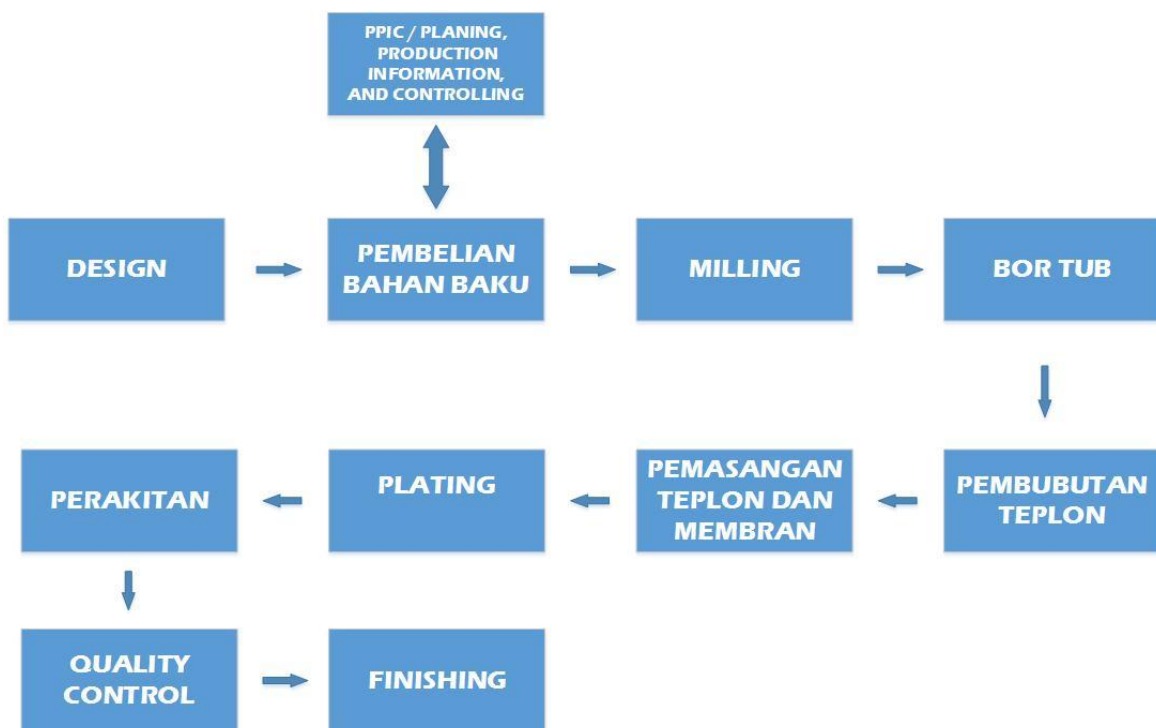 PPIC / PLANING,
PRODUCTION
INFORMATION,
AND CONTROLLING
DESIGN
PEMBELIAN
BAHAN BAKU
MILLING
BOR TUB
PEMBUBUTAN
TEPLON
PEMASANGAN
TEPLON DAN
MEMBRAN
PLATING
PERAKITAN
QUALITY
CONTROL
FINISHING